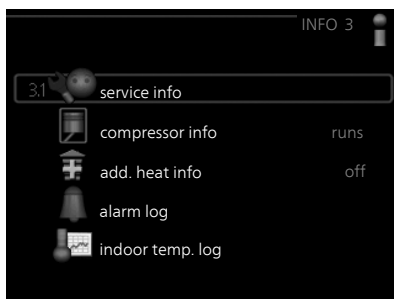 INFO 3
3.1 service info
compressor info runs
add. heat info off
alarm log
indoor temp. log